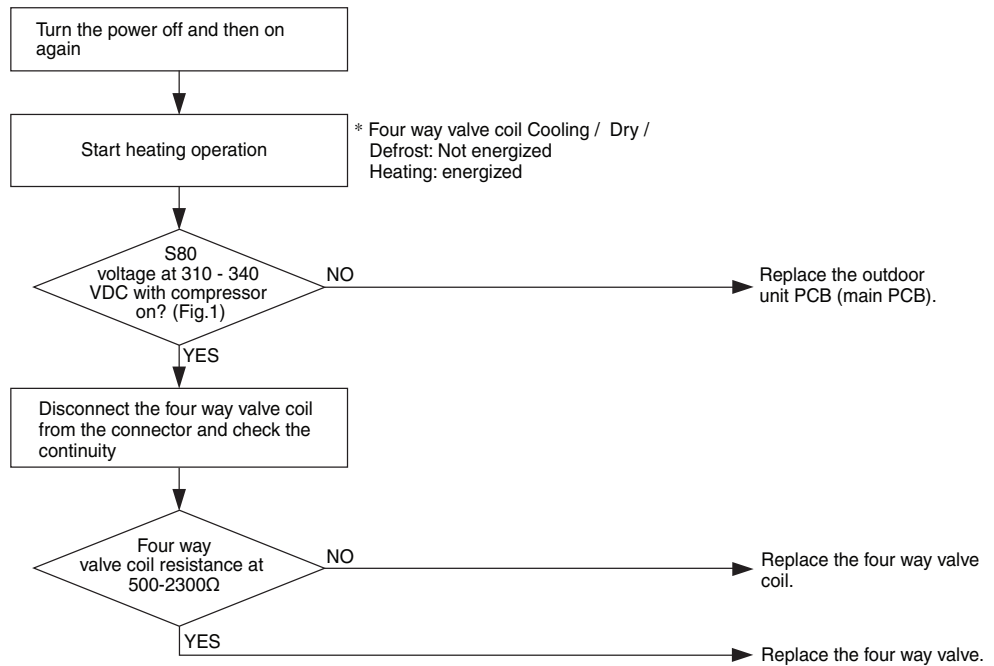 Turn the power off and then on
again
Start heating operation
* Four way valve coil Cooling / Dry /
Defrost: Not energized
Heating: energized
S80
voltage at 310 - 340
VDC with compressor
on? (Fig.1)
NO
Replace the outdoor
unit PCB (main PCB).
YES
Disconnect the four way valve coil
from the connector and check the
continuity
Four way
valve coil resistance at
500-2300Ω
NO
Replace the four way valve
coil.
YES
Replace the four way valve.